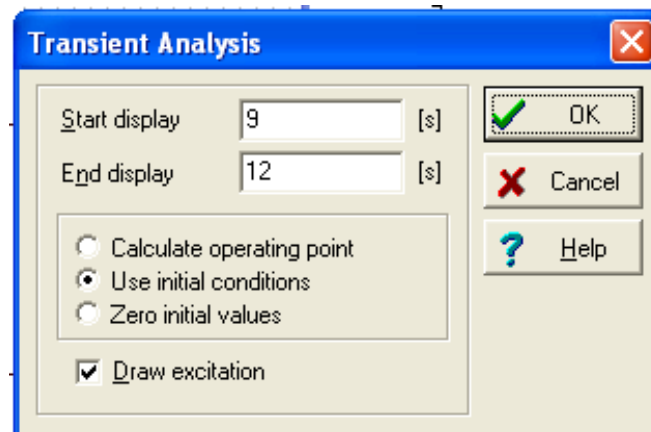 Transient Analysis
Start display 9 [s]
End display 12 [s]
Calculate operating point
Use initial conditions
Zero initial values
Draw excitation
OK
Cancel
Help